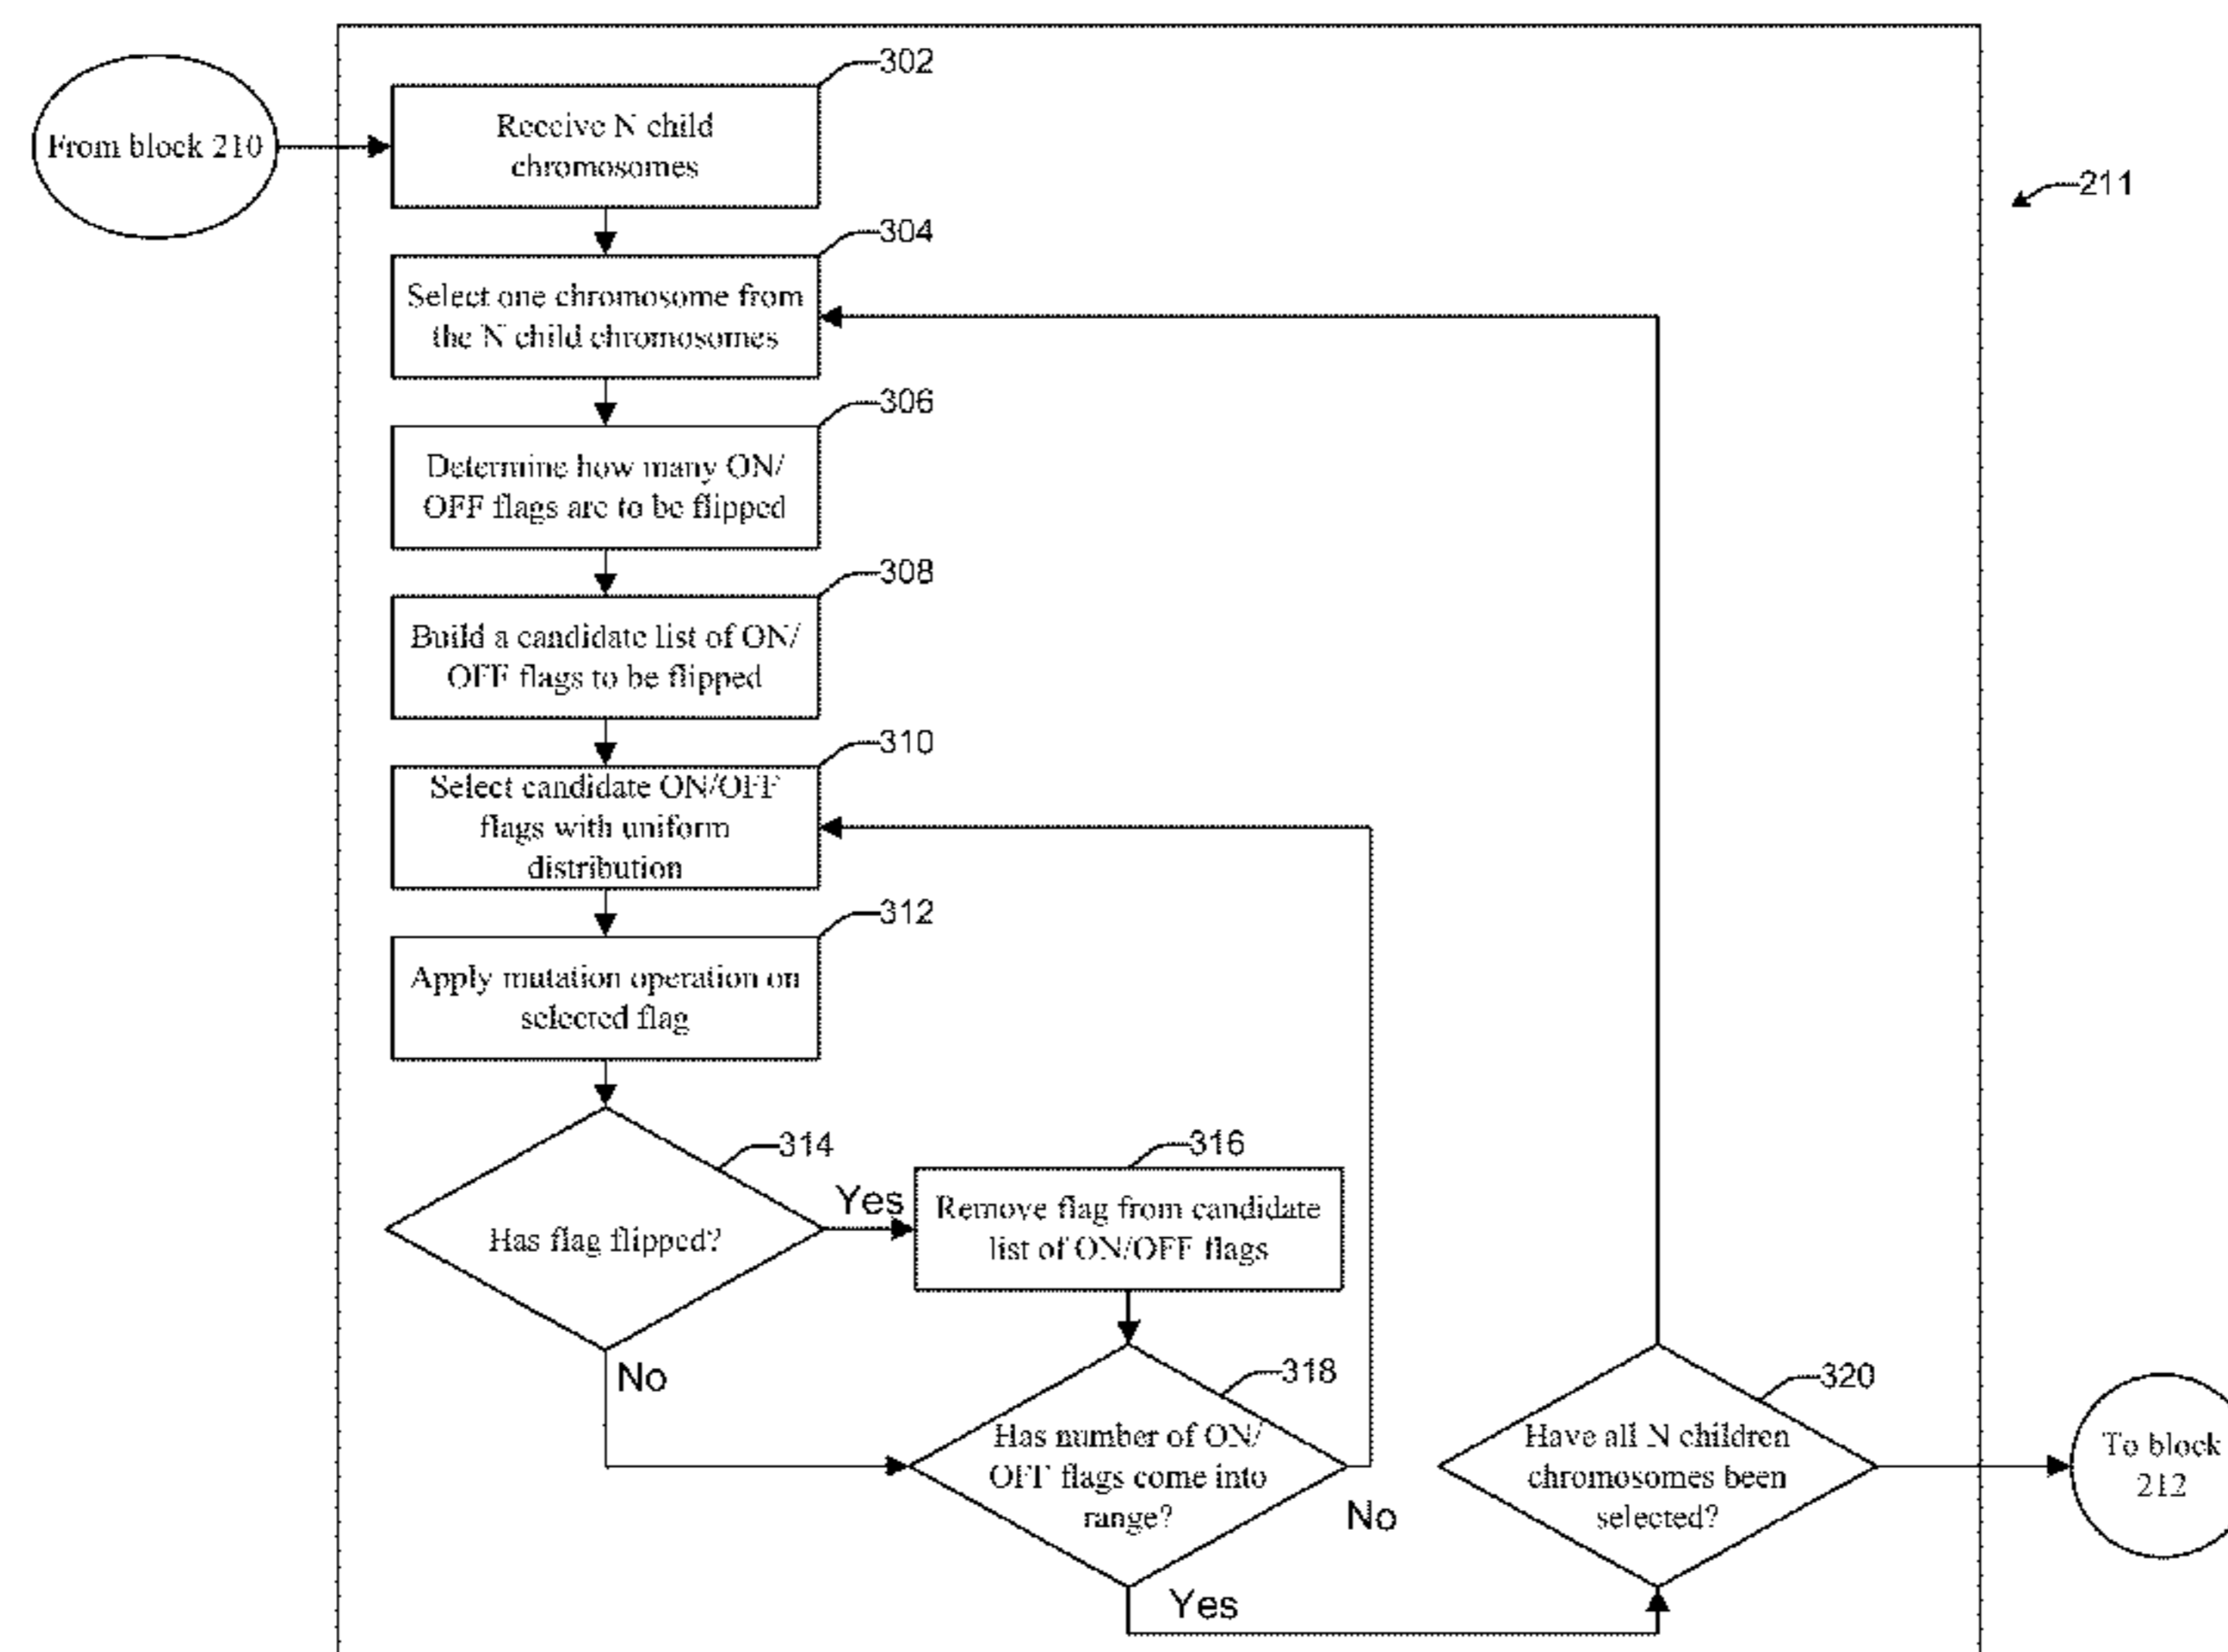 From block 210
302
Receive N child
chromosomes
211
304
Select one chromosome from
the N child chromosomes
306
Determine how many ON/
OFF flags are to be flipped
308
Build a candidate list of ON/
OFF flags to be flipped
310
Select candidate ON/OFF
flags with uniform
distribution
312
Apply mutation operation on
selected flag
314
Has flag flipped?
Yes
No
316
Remove flag from candidate
list of ON/OFF flags
318
Has number of ON/
OFF flags come into
range?
No
Yes
320
Have all N children
chromosomes been
selected?
To block
212